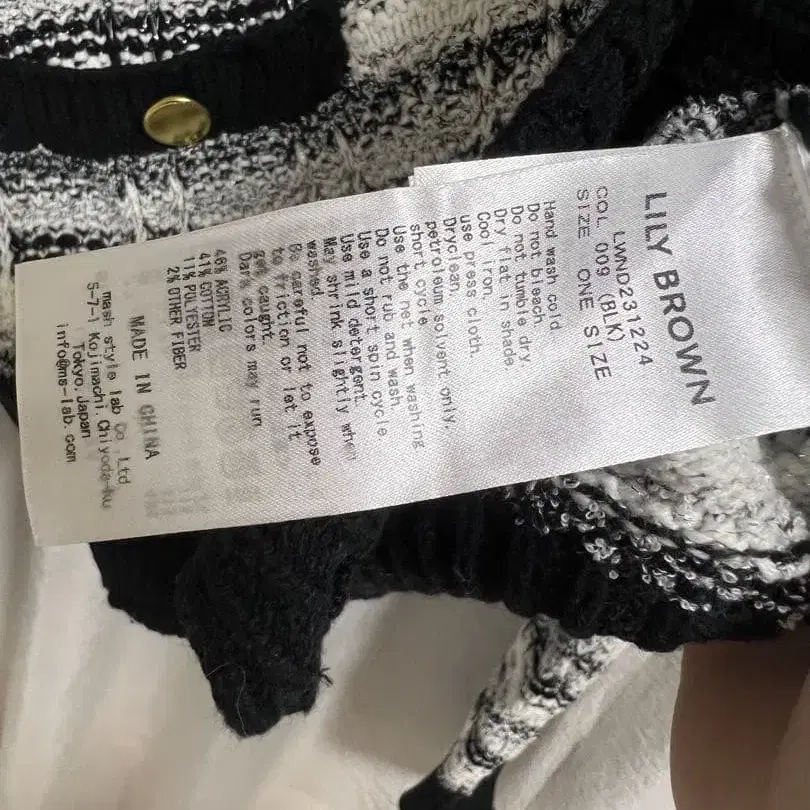 LILY BROWN
LWND231224
COL 009 (BLK)
SIZE ONE SIZE
Hand wash cold
Do not bleach
Do not tumble dry
Dry flat in shade
Cool iron,
use press cloth.
Dryclean,
petroleum solvent only.
short cycle
Use the net when washing
Do not rub and wash
Use a short spin cycle
Use mild detergent.
May shrink slightly when
washed
Be careful not to expose
to friction or let it
get caught.
Dark colors may run
11% POLYESTER
41% COTTON
2% OTHER FIBER
MADE IN CHINA
mash style lab Co.,Ltd
5-7-1 Kojimachi,Chiyoda-ku
Tokyo,Japan
info@ms-lab.com